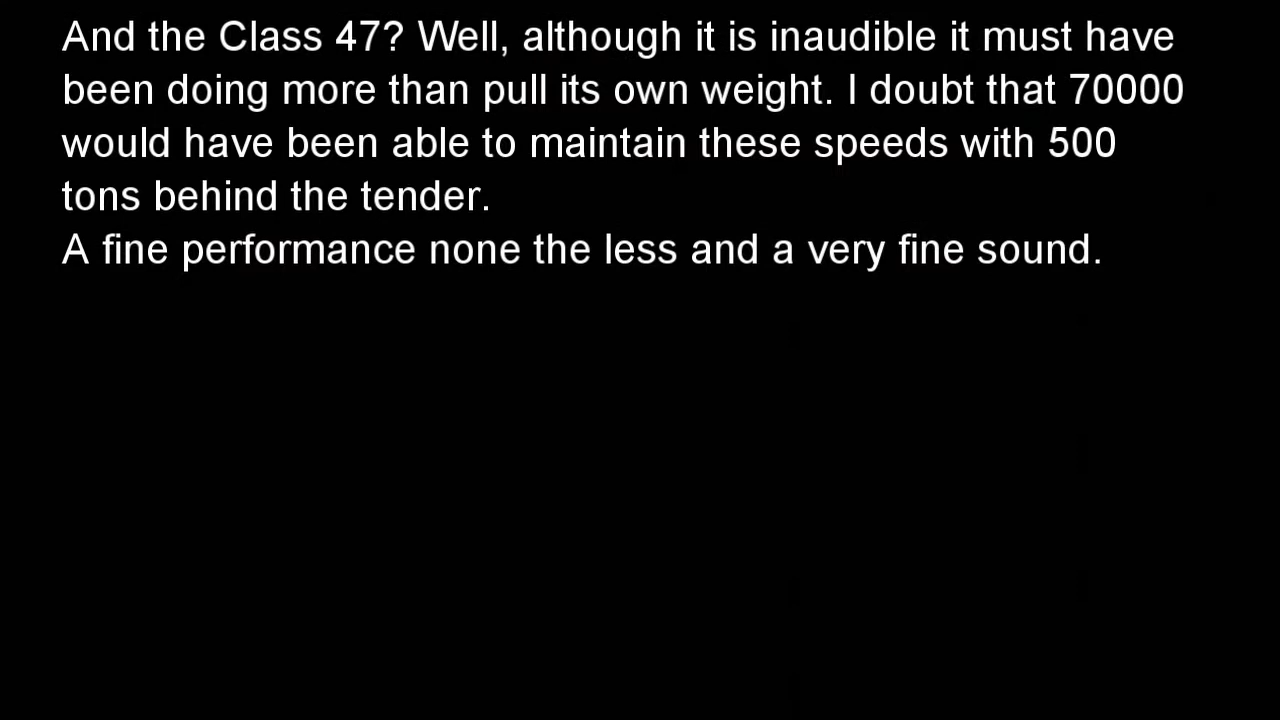 And the Class 47? Well, although it is inaudible it must have
been doing more than pull its own weight. I doubt that 70000
would have been able to maintain these speeds with 500
tons behind the tender.
A fine performance none the less and a very fine sound.